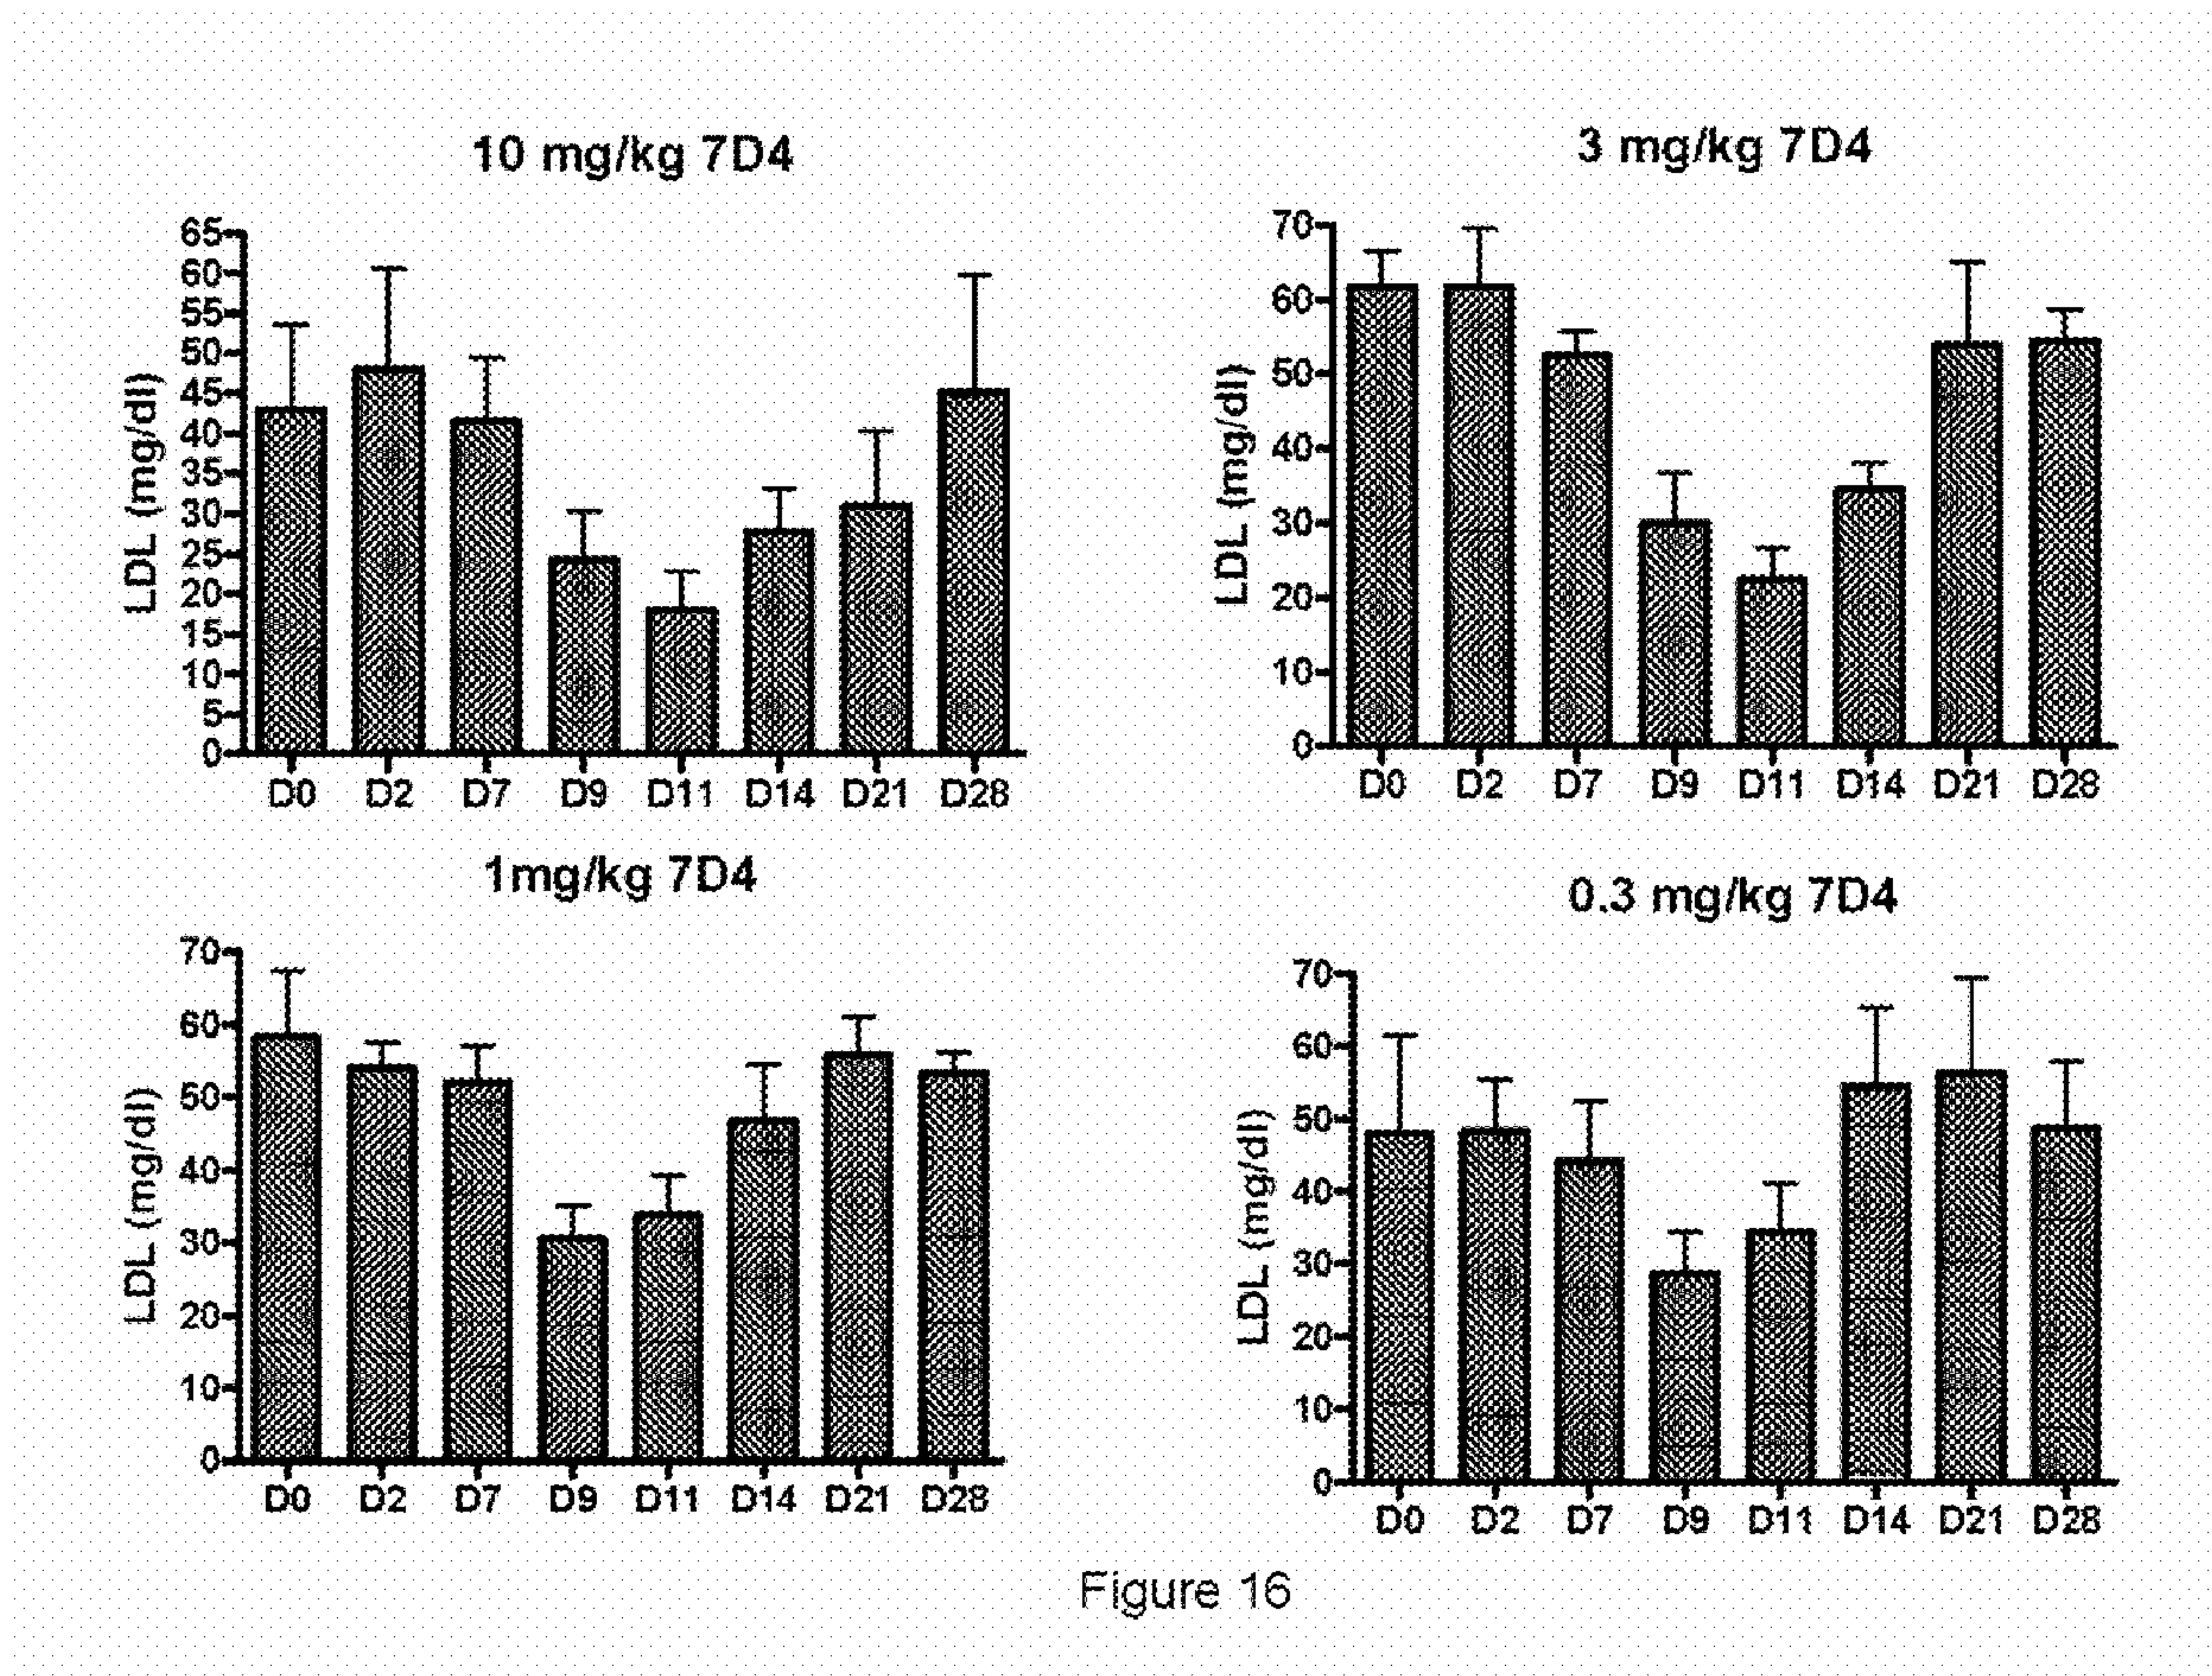 10 mg/kg 7D4
LDL (mg/dl)
65
60
55
50
45
40
35
30
25
20
15
10
5
0
D0 D2 D7 D9 D11 D14 D21 D28
3 mg/kg 7D4
LDL (mg/dl)
70
60
50
40
30
20
10
0
D0 D2 D7 D9 D11 D14 D21 D28
1mg/kg 7D4
LDL (mg/dl)
70
60
50
40
30
20
10
0
D0 D2 D7 D9 D11 D14 D21 D28
0.3 mg/kg 7D4
LDL (mg/dl)
70
60
50
40
30
20
10
0
D0 D2 D7 D9 D11 D14 D21 D28
Figure 16